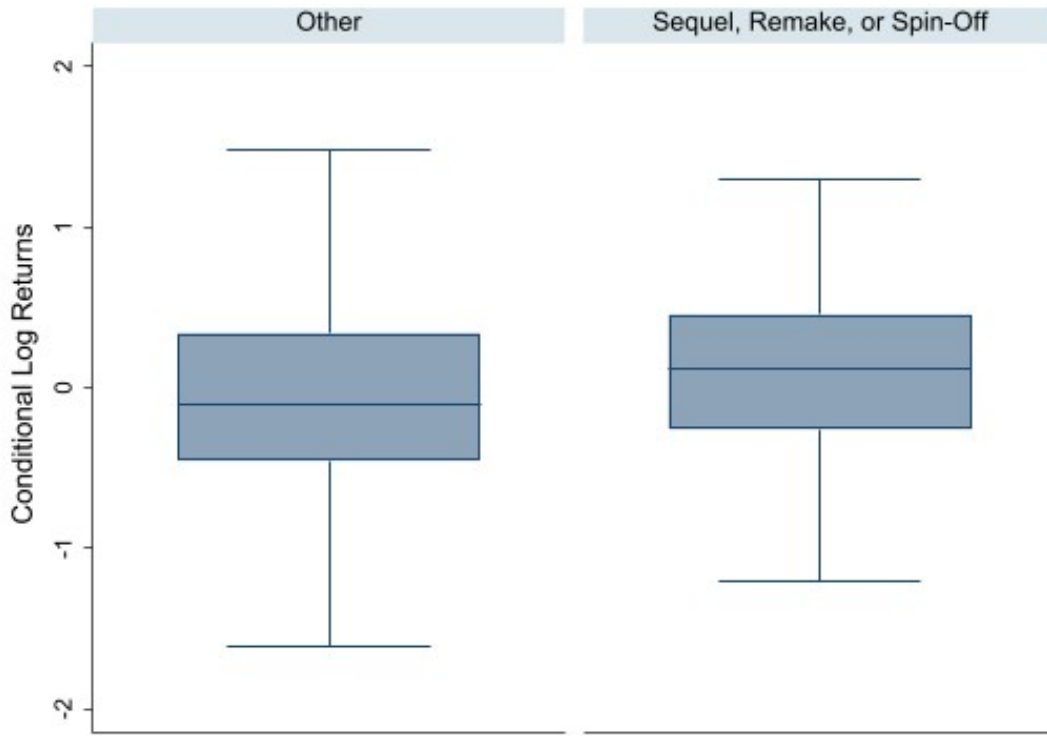 Other
Sequel, Remake, or Spin-Off
Conditional Log Returns
2
1
0
-1
-2